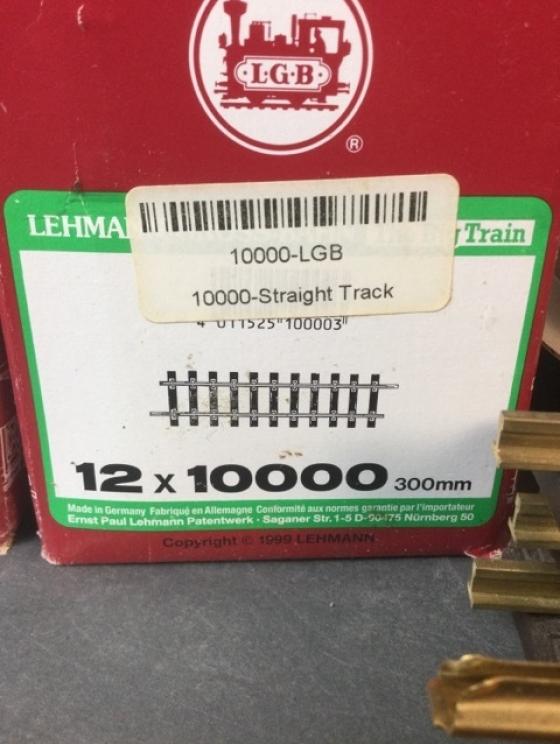 L·G·B
®
LEHMA
Train
10000-LGB
10000-Straight Track
4 011525 100003
12 x 10000 300mm
Made in Germany Fabriqué en Allemagne Conformité aux normes garantie par l'importateur
Ernst Paul Lehmann Patentwerk · Saganer Str. 1-5 D-90475 Nürnberg 50
Copyright © 1999 LEHMANN